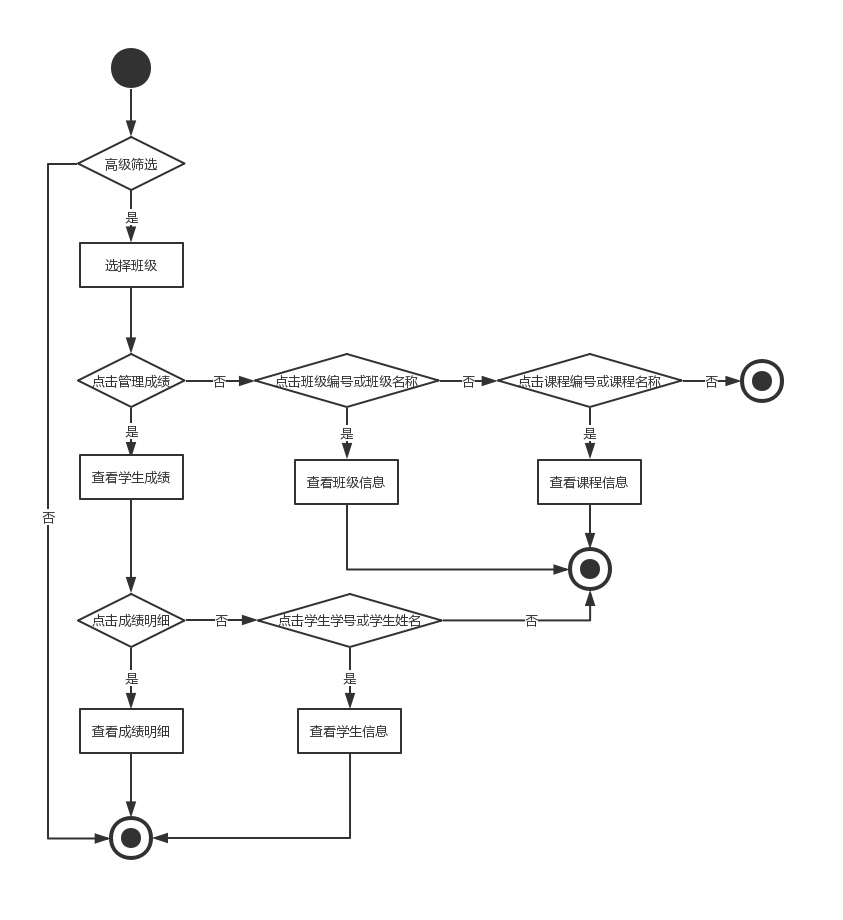 高级筛选
是
选择班级
点击管理成绩
否
点击班级编号或班级名称
否
点击课程编号或课程名称
否
是
是
是
查看学生成绩
查看班级信息
查看课程信息
否
点击成绩明细
否
点击学生学号或学生姓名
否
是
是
查看成绩明细
查看学生信息